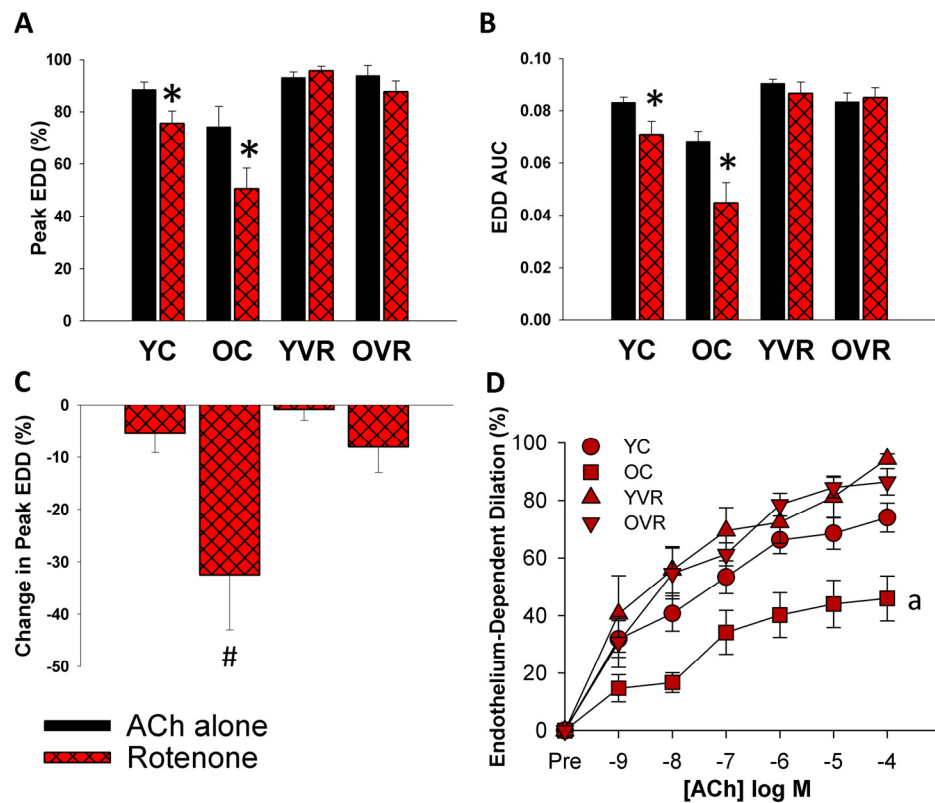 A
Peak EDD (%)
100
80
60
40
20
0
*
*
YC OC YVR OVR
B
EDD AUC
0.10
0.08
0.06
0.04
0.02
0.00
*
*
YC OC YVR OVR
C
Change in Peak EDD (%)
0
-10
-20
-30
-40
-50
#
ACh alone
Rotenone
D
Endothelium-Dependent Dilation (%)
100
80
60
40
20
0
YC
OC
YVR
OVR
a
Pre -9 -8 -7 -6 -5 -4
[ACh] log M